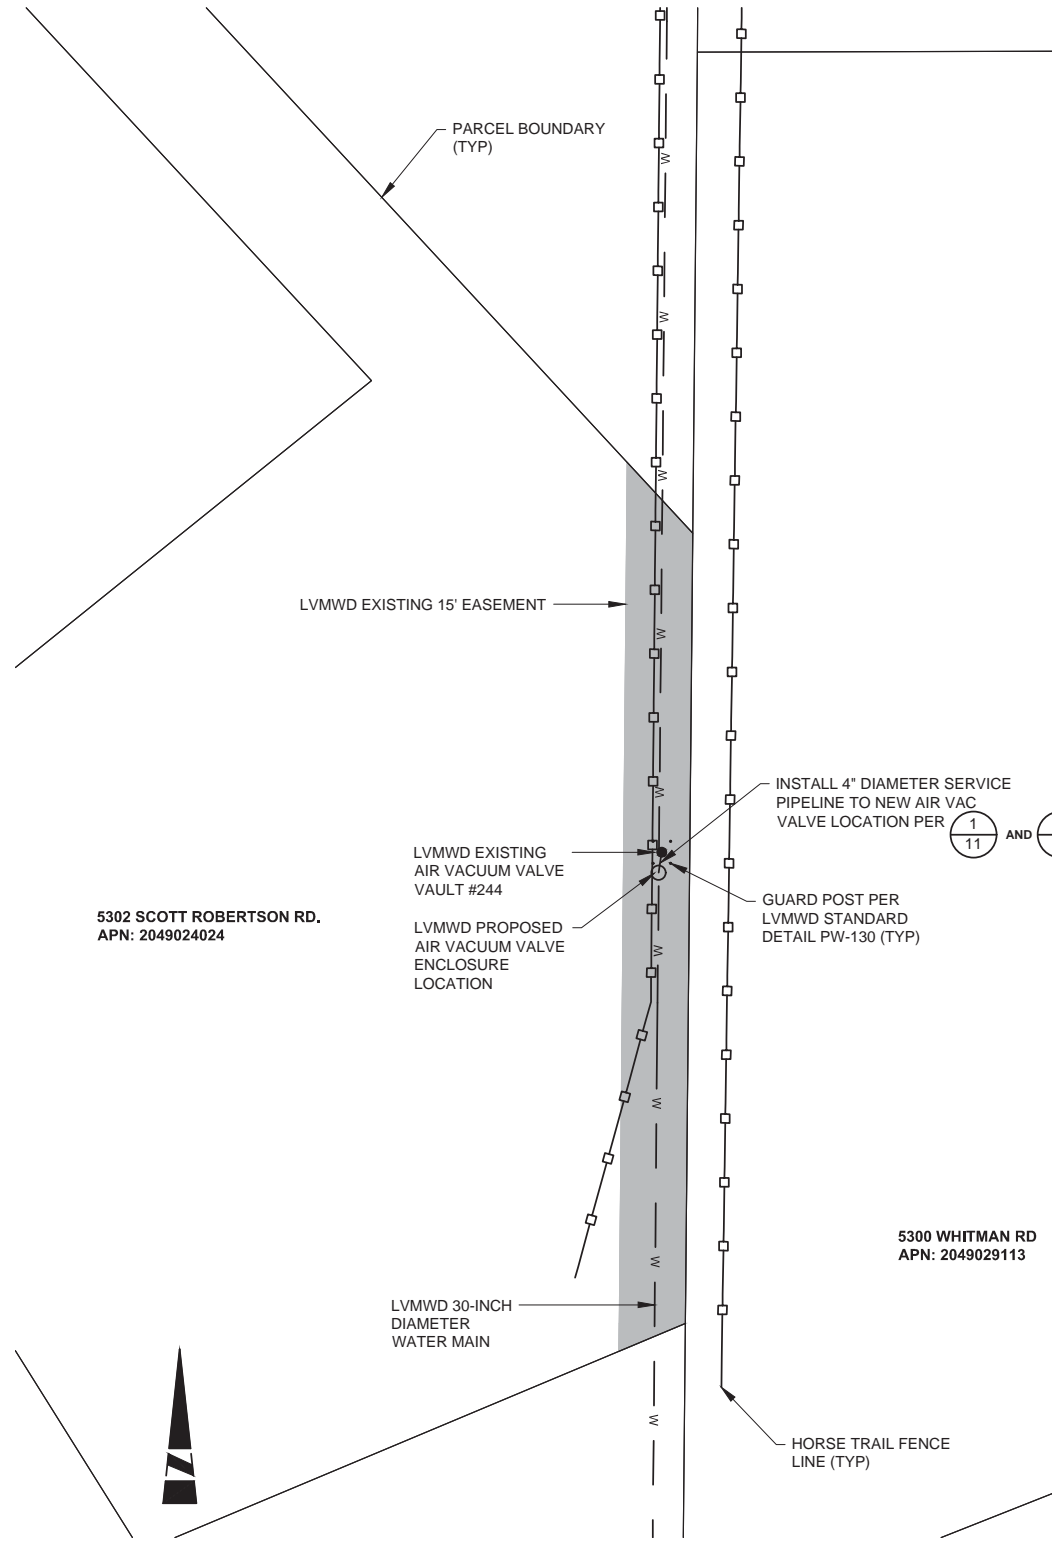 PARCEL BOUNDARY
(TYP)
W
W
W
LVMWD EXISTING 15' EASEMENT
W
W
INSTALL 4" DIAMETER SERVICE
PIPELINE TO NEW AIR VAC
VALVE LOCATION PER
1
11
AND
LVMWD EXISTING
AIR VACUUM VALVE
VAULT #244
GUARD POST PER
LVMWD STANDARD
DETAIL PW-130 (TYP)
5302 SCOTT ROBERTSON RD.
APN: 2049024024
LVMWD PROPOSED
AIR VACUUM VALVE
ENCLOSURE
LOCATION
W
W
5300 WHITMAN RD
APN: 2049029113
W
LVMWD 30-INCH
DIAMETER
WATER MAIN
W
HORSE TRAIL FENCE
LINE (TYP)
N